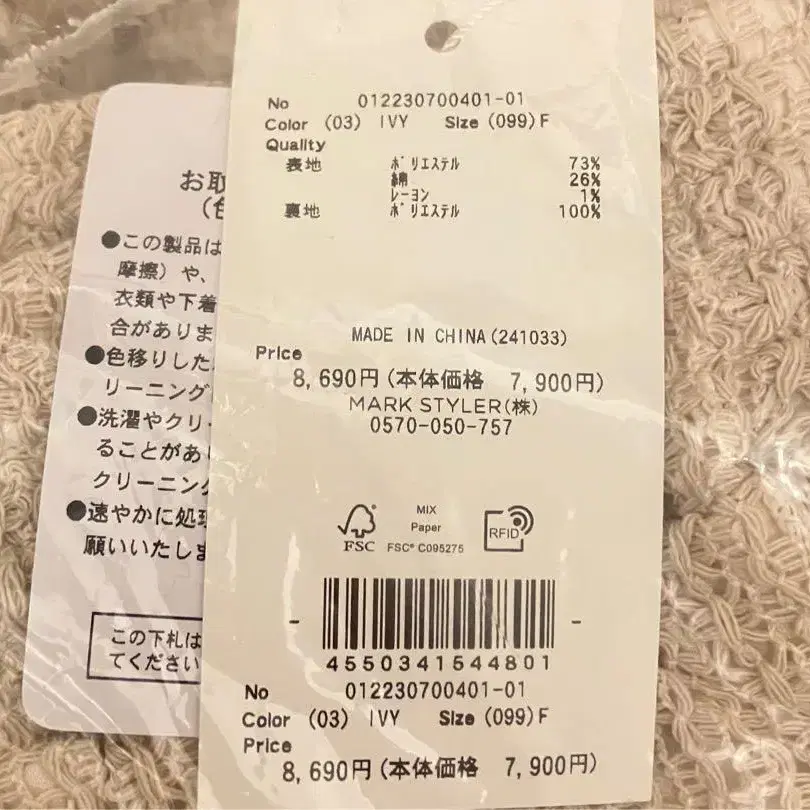 No 012230700401-01
Color (03) IVY Size (099)F
Quality
表地 ポリエステル 73%
綿 26%
レーヨン 1%
裏地 ポリエステル 100%
MADE IN CHINA(241033)
Price
8,690円(本体価格 7,900円)
MARK STYLER(株)
0570-050-757
FSC
MIX
Paper
FSC® C095275
RFID
4550341544801
No 012230700401-01
Color (03) IVY Size (099)F
Price
8,690円(本体価格 7,900円)
お取
(色
●この製品は
摩擦)や、
衣類や下着
合がありま
●色移りした
リーニング
●洗濯やクリー
ることがあり
クリーニング
●速やかに処理
願いいたしま
この下札は
てください